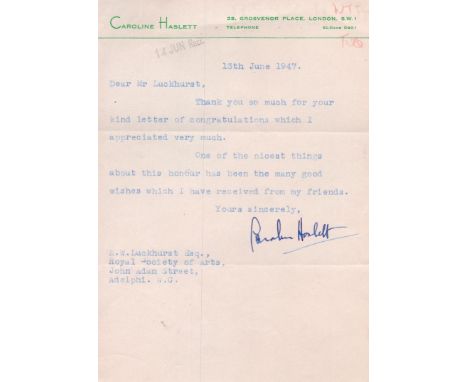 CAROLINE HASLETT
35, GROSVENOR PLACE, LONDON, S.W.1
TELEPHONE
14 JUN Rec.
13th June 1947.
Dear Mr Luckhurst,
Thank you so much for your
kind letter of congratulations which I
appreciated very much.
One of the nicest things
about this honour has been the many good
wishes which I have received from my friends.
Yours sincerely,
Caroline Haslett
K.W.Luckhurst Esq.,
Royal Society of Arts,
John Adam Street,
Adelphi. W.C.